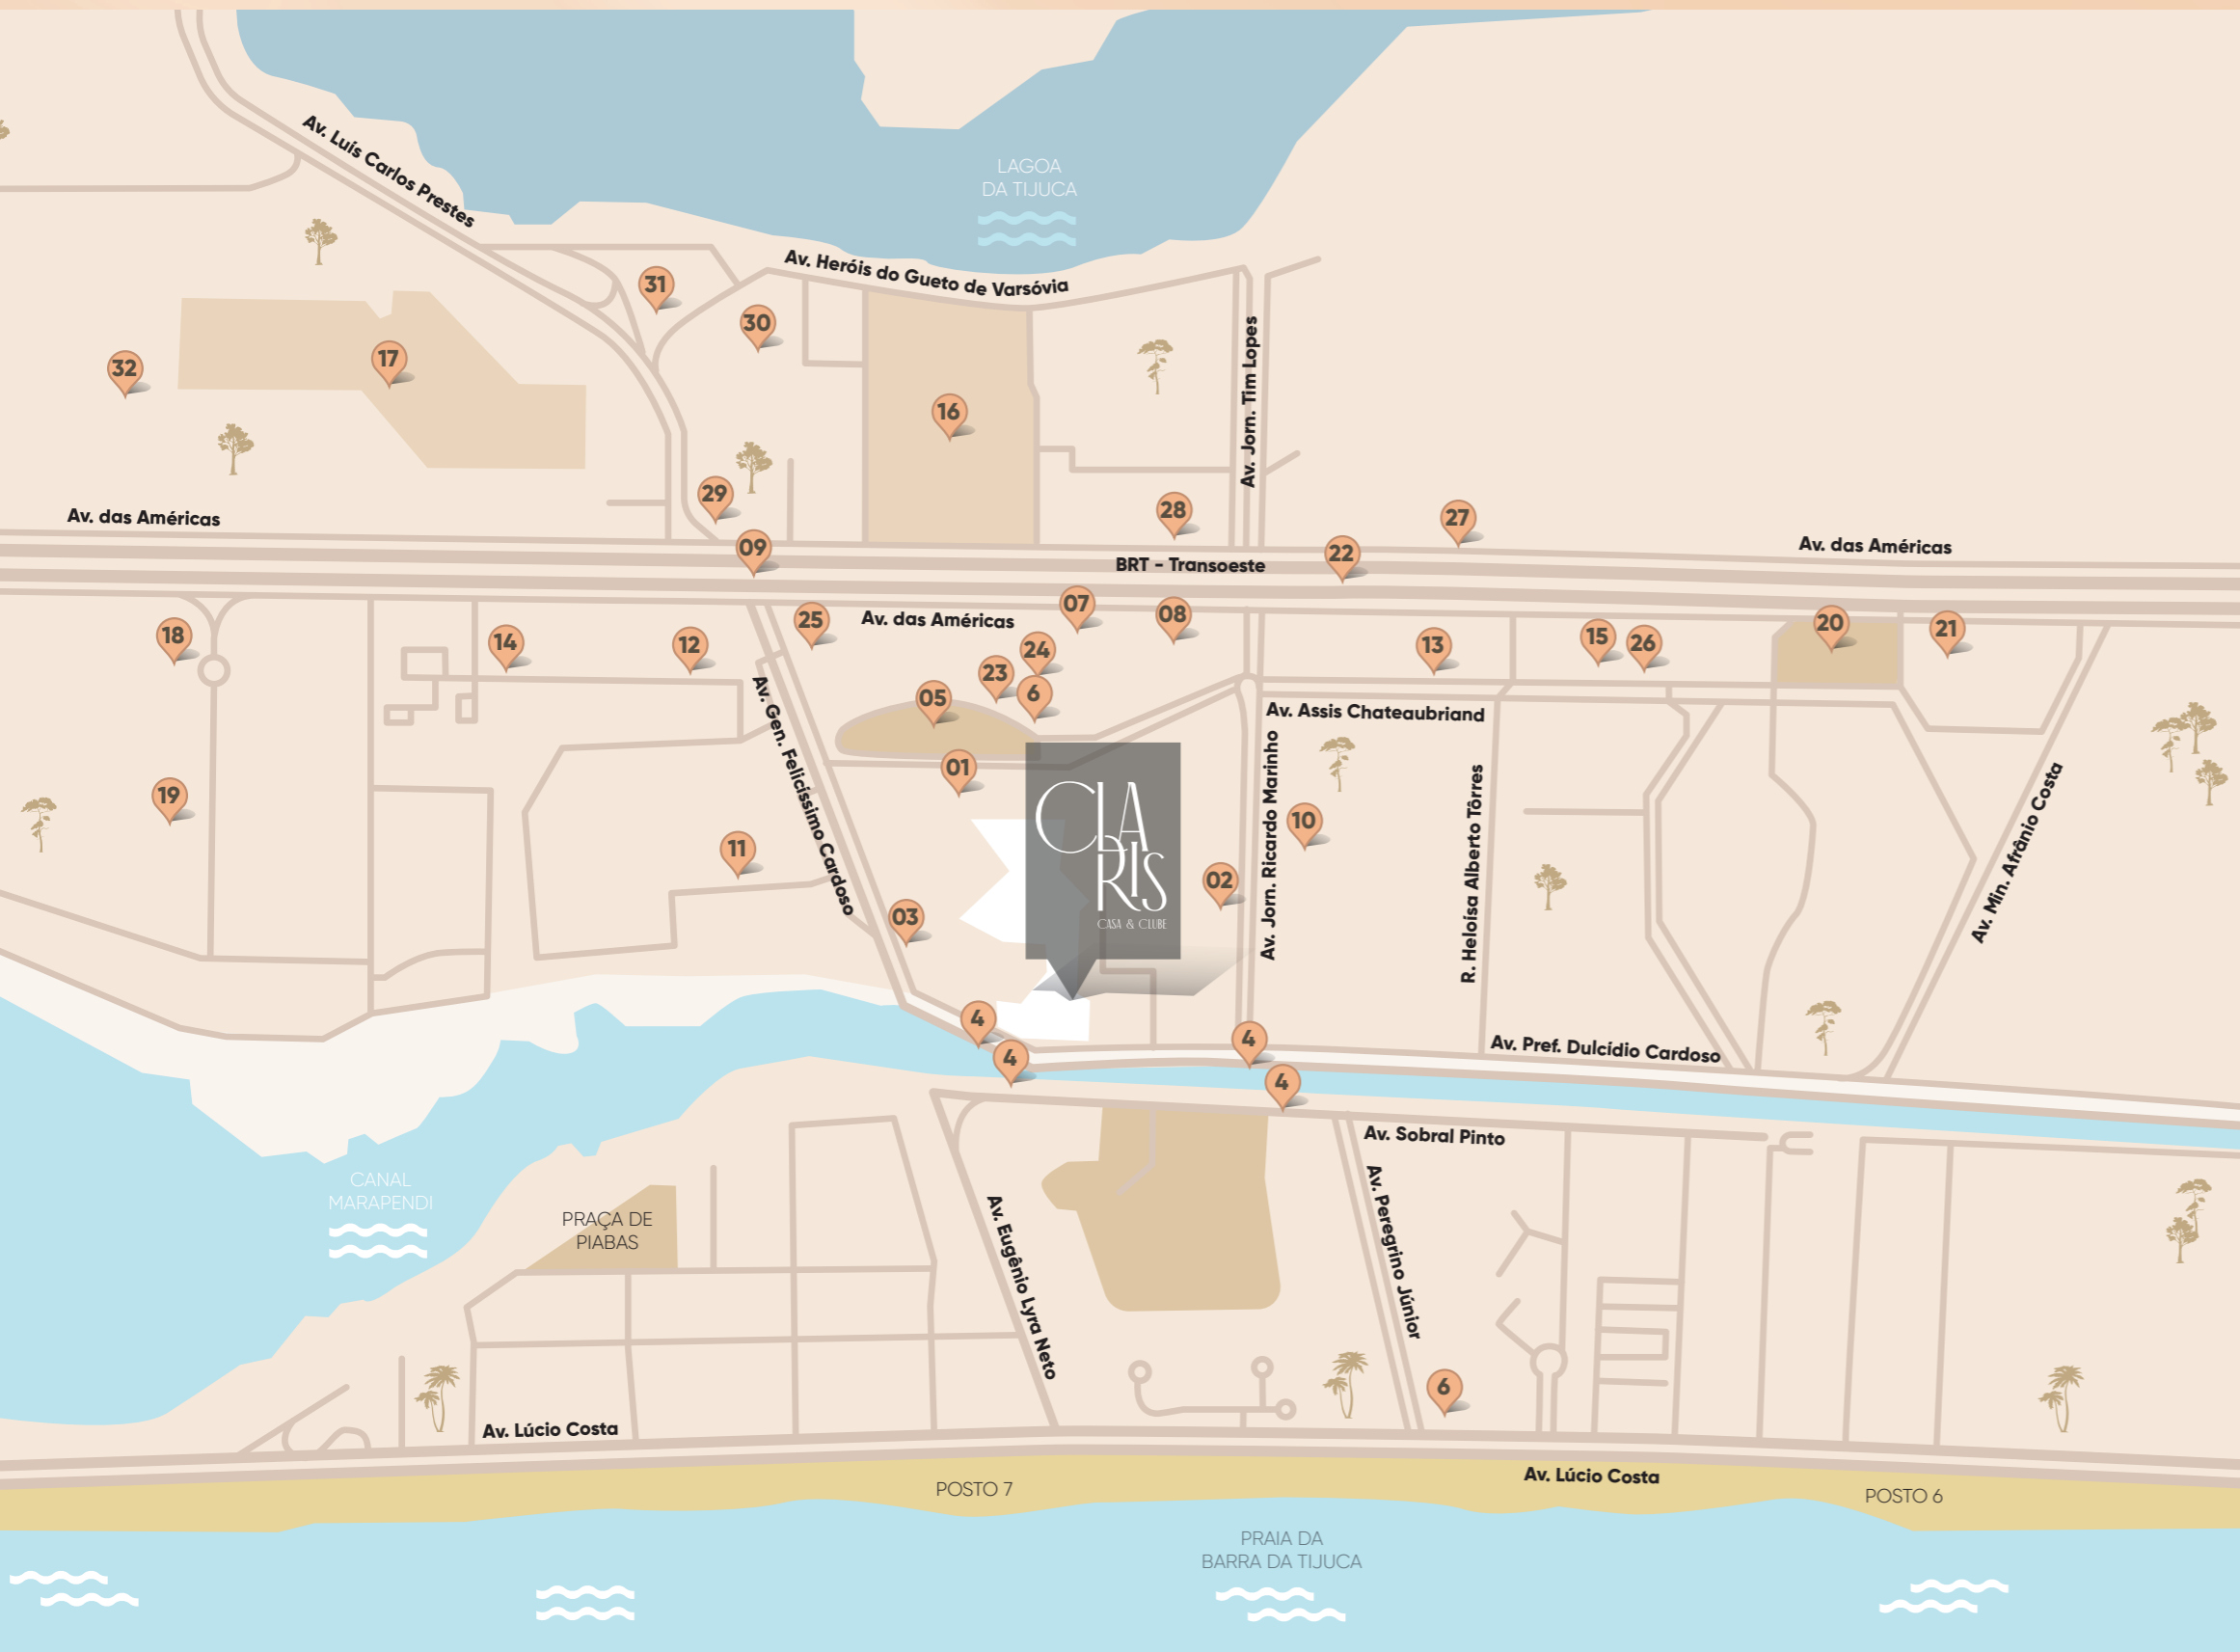 LAGOA
DA TIJUCA
Av. Luís Carlos Prestes
Av. Heróis do Gueto de Varsóvia
31
30
Av. Jorn. Tim Lopes
32
17
16
29
28
27
Av. das Américas
09
22
Av. das Américas
BRT - Transoeste
18
14
12
25
Av. das Américas
07
08
13
15
26
20
21
24
23
6
05
Av. Assis Chateaubriand
Av. Gen. Felicíssimo Cardoso
01
Av. Jorn. Ricardo Marinho
R. Heloísa Alberto Tôrres
Av. Min. Afrânio Costa
19
11
10
02
03
CLA
RIS
CASA & CLUBE
4
4
4
4
Av. Pref. Dulcídio Cardoso
Av. Sobral Pinto
CANAL
MARAPENDI
PRAÇA DE
PIABAS
Av. Eugênio Lyra Neto
Av. Peregrino Júnior
6
Av. Lúcio Costa
Av. Lúcio Costa
POSTO 7
POSTO 6
PRAIA DA
BARRA DA TIJUCA